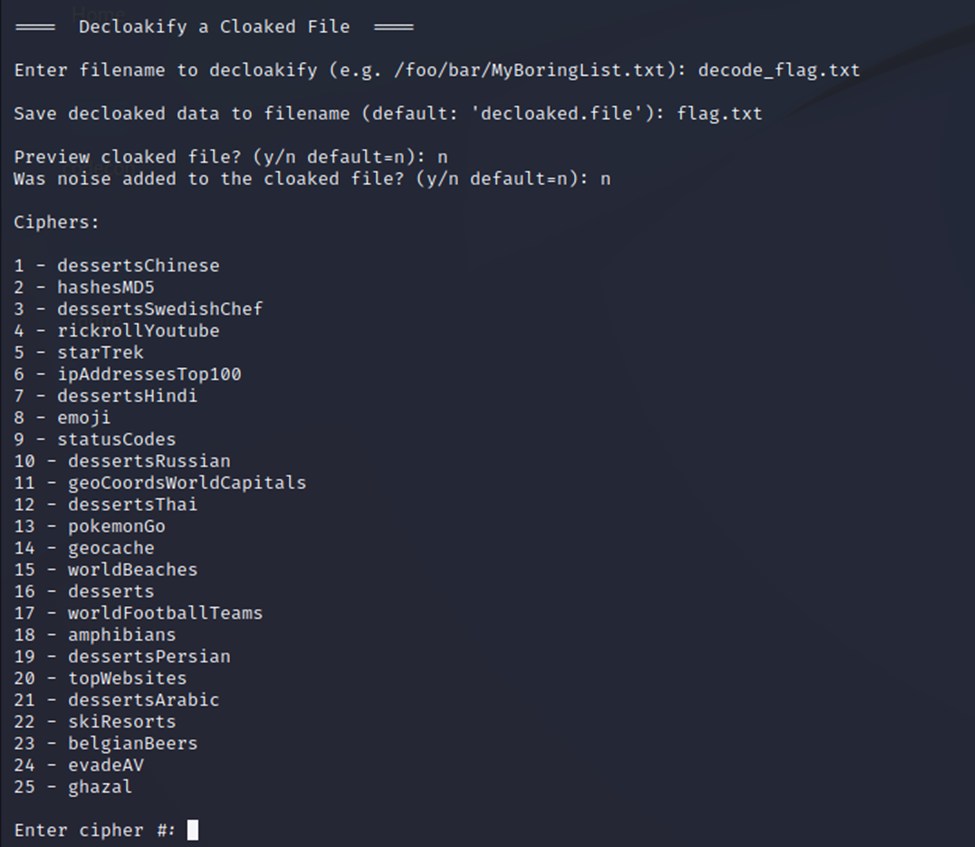 ════ Decloakify a Cloaked File ════
Enter filename to decloakify (e.g. /foo/bar/MyBoringList.txt): decode_flag.txt
Save decloaked data to filename (default: 'decloaked.file'): flag.txt
Preview cloaked file? (y/n default=n): n
Was noise added to the cloaked file? (y/n default=n): n
Ciphers:
1 - dessertsChinese
2 - hashesMD5
3 - dessertsSwedishChef
4 - rickrollYoutube
5 - starTrek
6 - ipAddressesTop100
7 - dessertsHindi
8 - emoji
9 - statusCodes
10 - dessertsRussian
11 - geoCoordsWorldCapitals
12 - dessertsThai
13 - pokemonGo
14 - geocache
15 - worldBeaches
16 - desserts
17 - worldFootballTeams
18 - amphibians
19 - dessertsPersian
20 - topWebsites
21 - dessertsArabic
22 - skiResorts
23 - belgianBeers
24 - evadeAV
25 - ghazal
Enter cipher #: